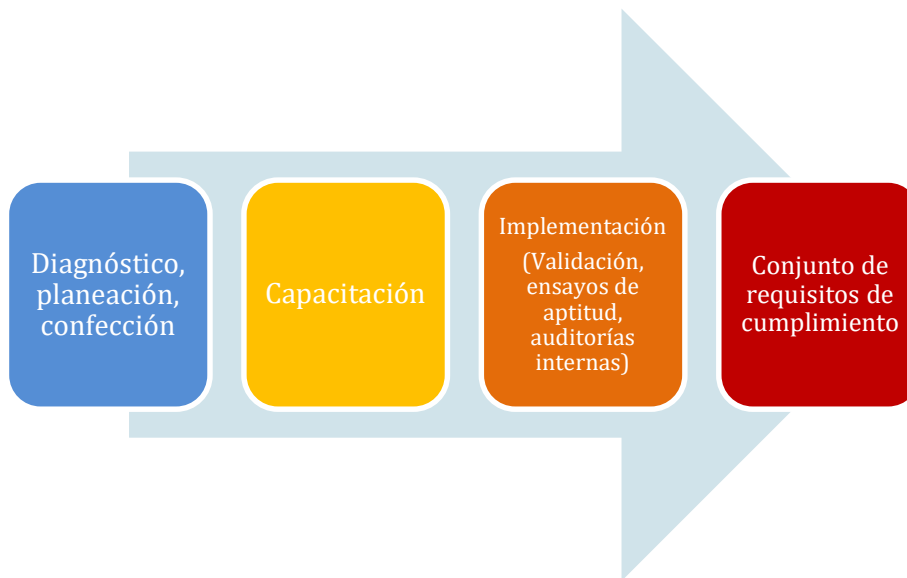 Diagnóstico,
planeación,
confección
Capacitación
Implementación
(Validación,
ensayos de
aptitud,
auditorías
internas)
Conjunto de
requisitos de
cumplimiento